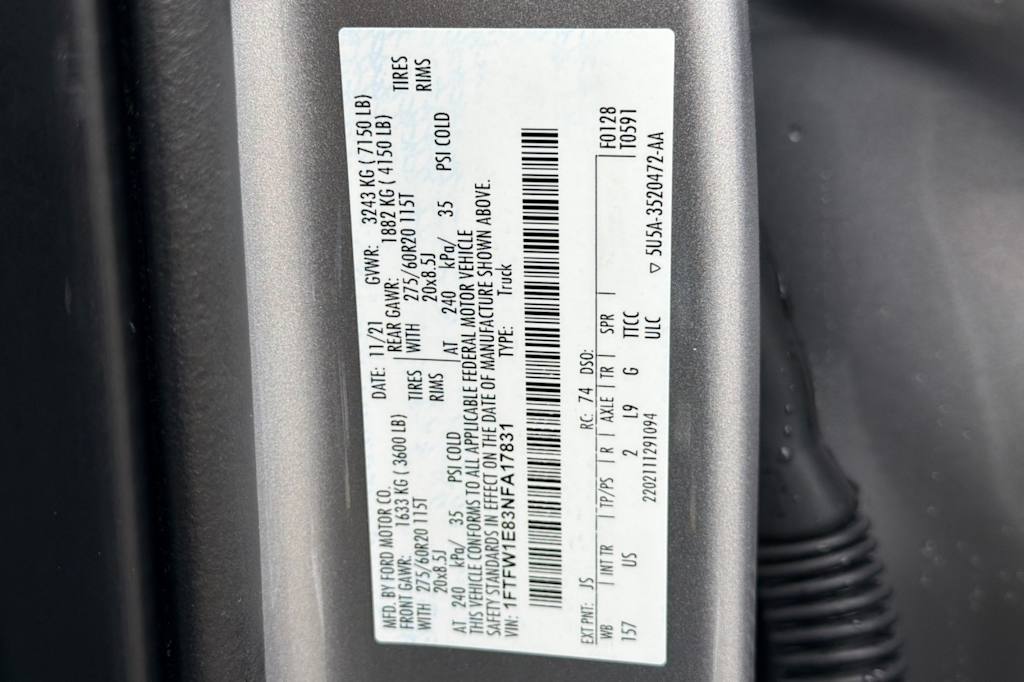 MFD. BY FORD MOTOR CO.
DATE: 11/21 GVWR: 3243 KG ( 7150 LB)
FRONT GAWR: 1633 KG ( 3600 LB) REAR GAWR: 1882 KG ( 4150 LB)
WITH 275/60R20 115T TIRES WITH 275/60R20 115T TIRES
20x8.5J RIMS 20x8.5J RIMS
AT 240 kPa/ 35 PSI COLD AT 240 kPa/ 35 PSI COLD
THIS VEHICLE CONFORMS TO ALL APPLICABLE FEDERAL MOTOR VEHICLE
SAFETY STANDARDS IN EFFECT ON THE DATE OF MANUFACTURE SHOWN ABOVE.
VIN: 1FTFW1E83NFA17831 TYPE: Truck
EXT PNT: JS RC: 74 DSO: F0128
WB INT TR TP/PS R AXLE TR SPR T0591
157 US 2 L9 G TTCC
2202111291094 ULC ▽ 5U5A-3520472-AA